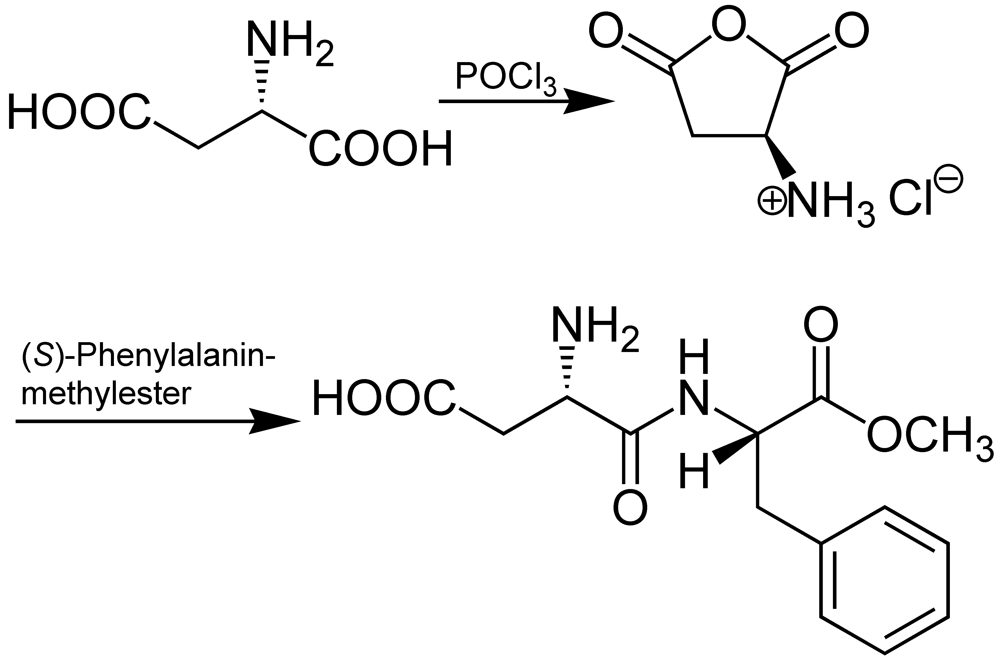 NH2
HOOC
COOH
POCl3
O
O
O
⊕NH3 Cl⊖
(S)-Phenylalanin-
methylester
NH2
HOOC
O
H
N
H
O
OCH3